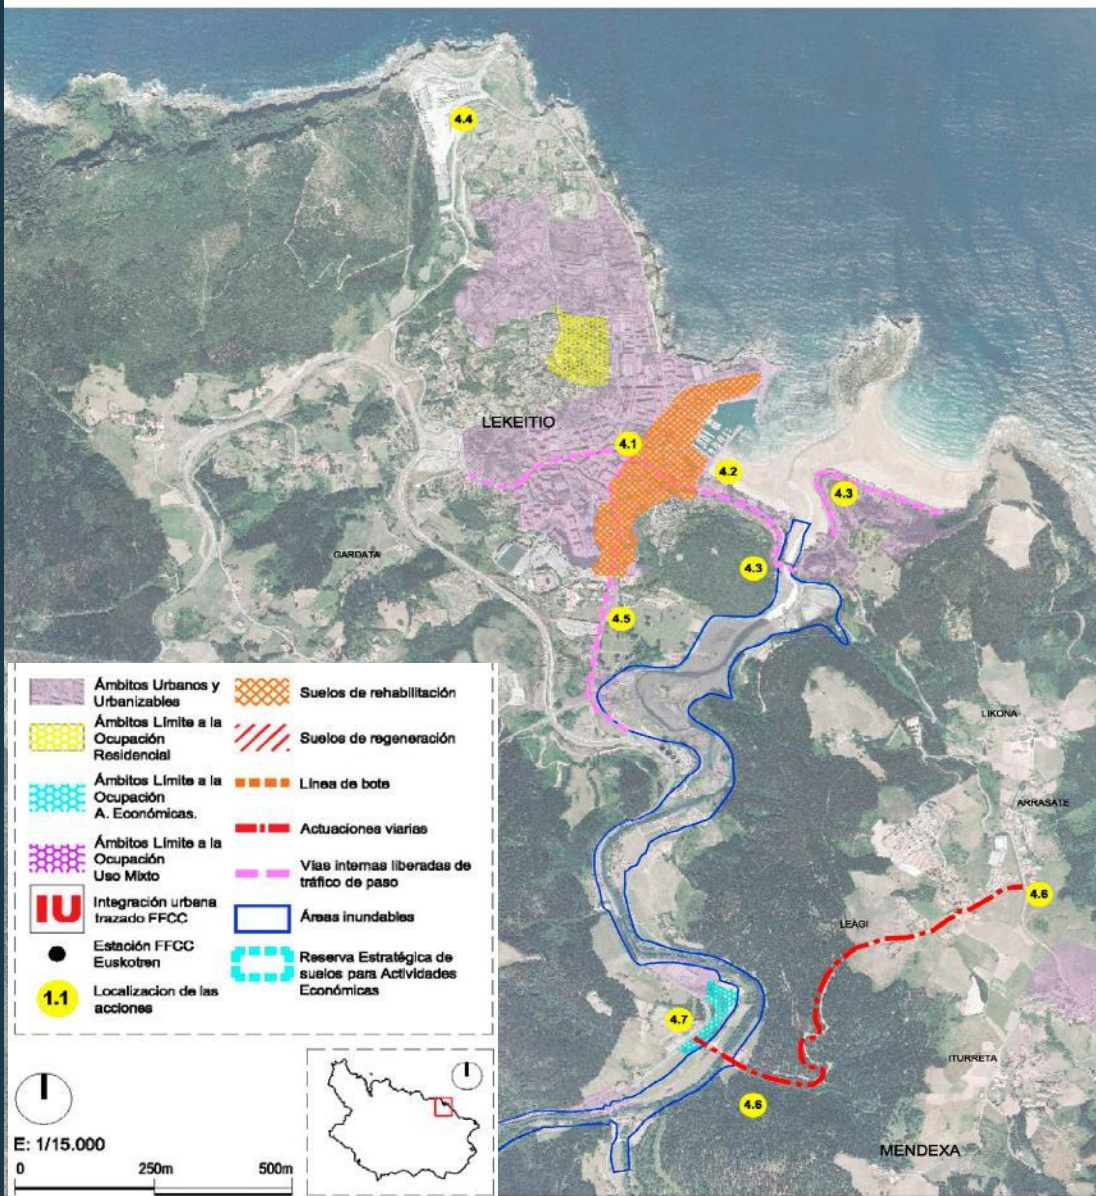 4.4
LEKEITIO
4.1
4.2
4.3
GARDATA
4.3
4.5
LIKONA
ARRASATE
4.6
LEAGI
4.7
ITURRETA
4.6
MENDEXA
Ámbitos Urbanos y
Urbanizables
Ámbitos Límite a la
Ocupación
Residencial
Ámbitos Límite a la
Ocupación
A. Económicas.
Ámbitos Límite a la
Ocupación
Uso Mixto
IU
Integración urbana
trazado FFCC
Estación FFCC
Euskotren
1.1
Localizacion de las
acciones
Suelos de rehabilitación
Suelos de regeneración
Línea de bote
Actuaciones viarias
Vías internas liberadas de
tráfico de paso
Áreas inundables
Reserva Estratégica de
suelos para Actividades
Económicas
E: 1/15.000
0 250m 500m